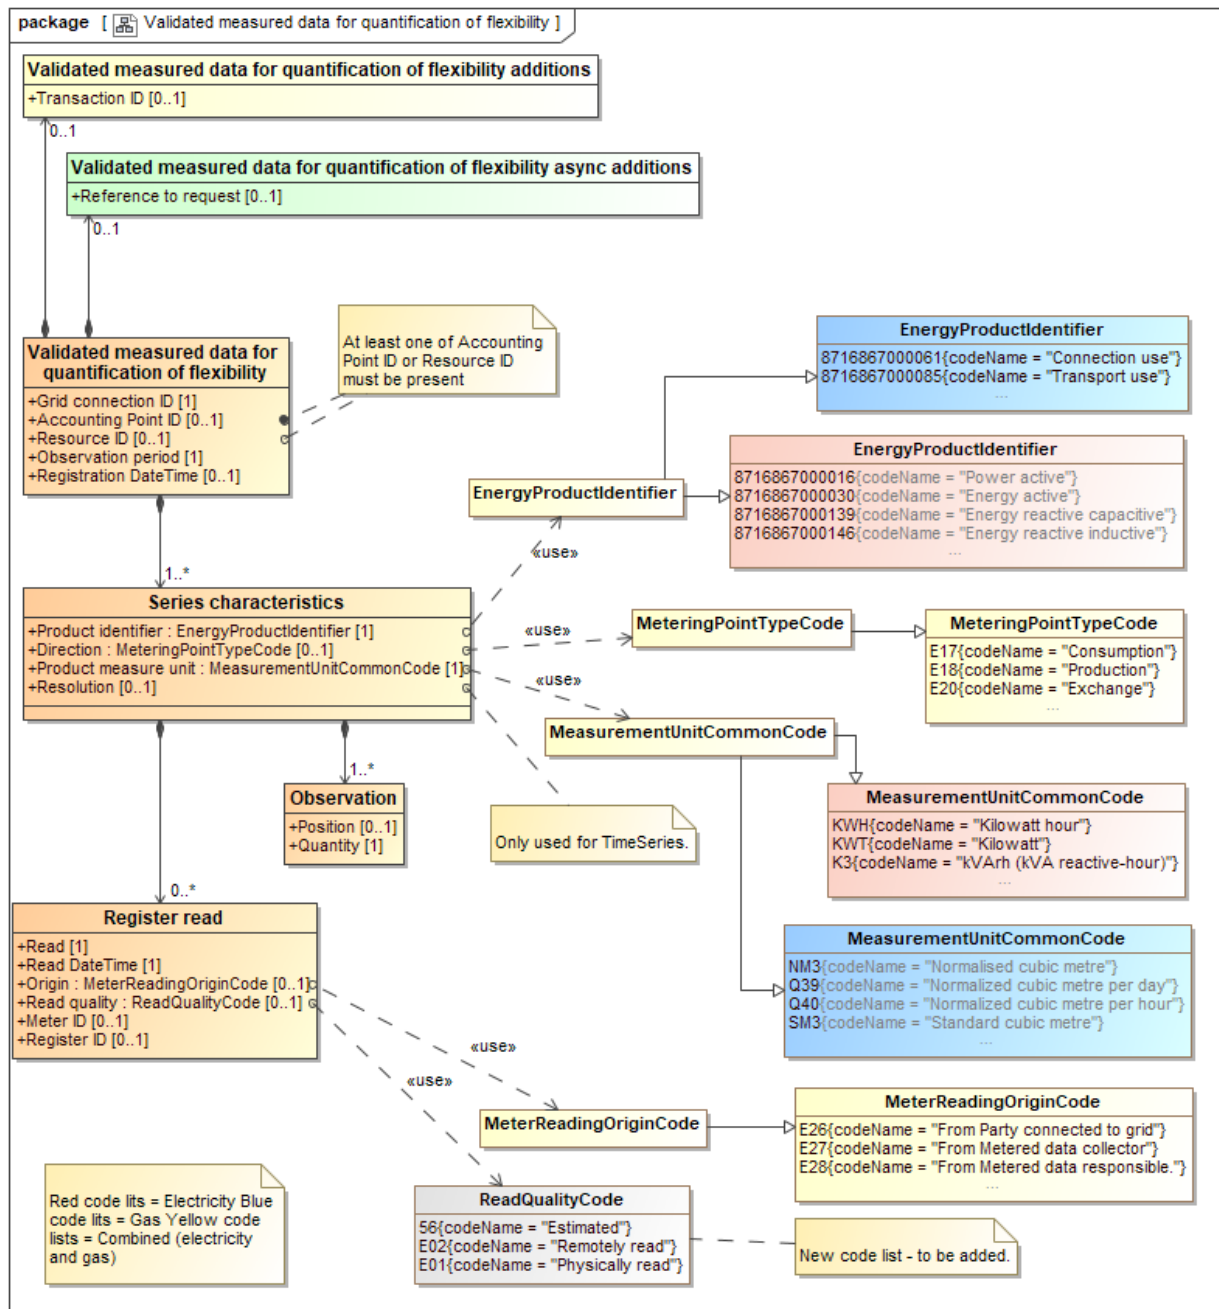 package [ Validated measured data for quantification of flexibility ]
Validated measured data for quantification of flexibility additions
+Transaction ID [0..1]
0..1
Validated measured data for quantification of flexibility async additions
+Reference to request [0..1]
0..1
At least one of Accounting
Point ID or Resource ID
must be present
Validated measured data for
quantification of flexibility
+Grid connection ID [1]
+Accounting Point ID [0..1]
+Resource ID [0..1]
+Observation period [1]
+Registration DateTime [0..1]
EnergyProductIdentifier
8716867000061{codeName = "Connection use"}
8716867000085{codeName = "Transport use"}
...
EnergyProductIdentifier
8716867000016{codeName = "Power active"}
8716867000030{codeName = "Energy active"}
8716867000139{codeName = "Energy reactive capacitive"}
8716867000146{codeName = "Energy reactive inductive"}
...
EnergyProductIdentifier
«use»
1..*
Series characteristics
+Product identifier : EnergyProductIdentifier [1]
+Direction : MeteringPointTypeCode [0..1]
+Product measure unit : MeasurementUnitCommonCode [1]
+Resolution [0..1]
«use»
MeteringPointTypeCode
MeteringPointTypeCode
E17{codeName = "Consumption"}
E18{codeName = "Production"}
E20{codeName = "Exchange"}
...
«use»
MeasurementUnitCommonCode
1..*
Observation
+Position [0..1]
+Quantity [1]
Only used for TimeSeries.
MeasurementUnitCommonCode
KWH{codeName = "Kilowatt hour"}
KWT{codeName = "Kilowatt"}
K3{codeName = "kVArh (kVA reactive-hour)"}
...
0..*
Register read
+Read [1]
+Read DateTime [1]
+Origin : MeterReadingOriginCode [0..1]
+Read quality : ReadQualityCode [0..1]
+Meter ID [0..1]
+Register ID [0..1]
MeasurementUnitCommonCode
NM3{codeName = "Normalised cubic metre"}
Q39{codeName = "Normalized cubic metre per day"}
Q40{codeName = "Normalized cubic metre per hour"}
SM3{codeName = "Standard cubic metre"}
...
«use»
«use»
MeterReadingOriginCode
MeterReadingOriginCode
E26{codeName = "From Party connected to grid"}
E27{codeName = "From Metered data collector"}
E28{codeName = "From Metered data responsible."}
...
Red code lits = Electricity Blue
code lits = Gas Yellow code
lists = Combined (electricity
and gas)
ReadQualityCode
56{codeName = "Estimated"}
E02{codeName = "Remotely read"}
E01{codeName = "Physically read"}
New code list - to be added.